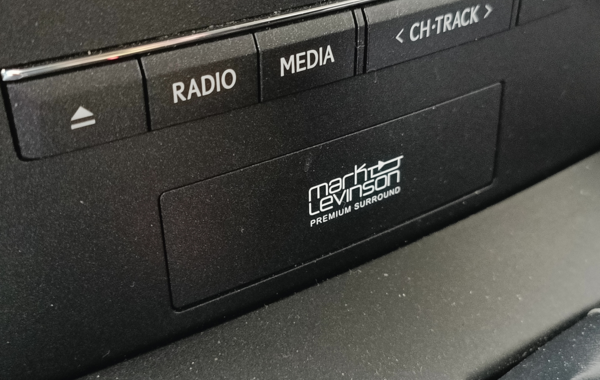 RADIO
MEDIA
< CH·TRACK >
mark
Levinson
PREMIUM SURROUND